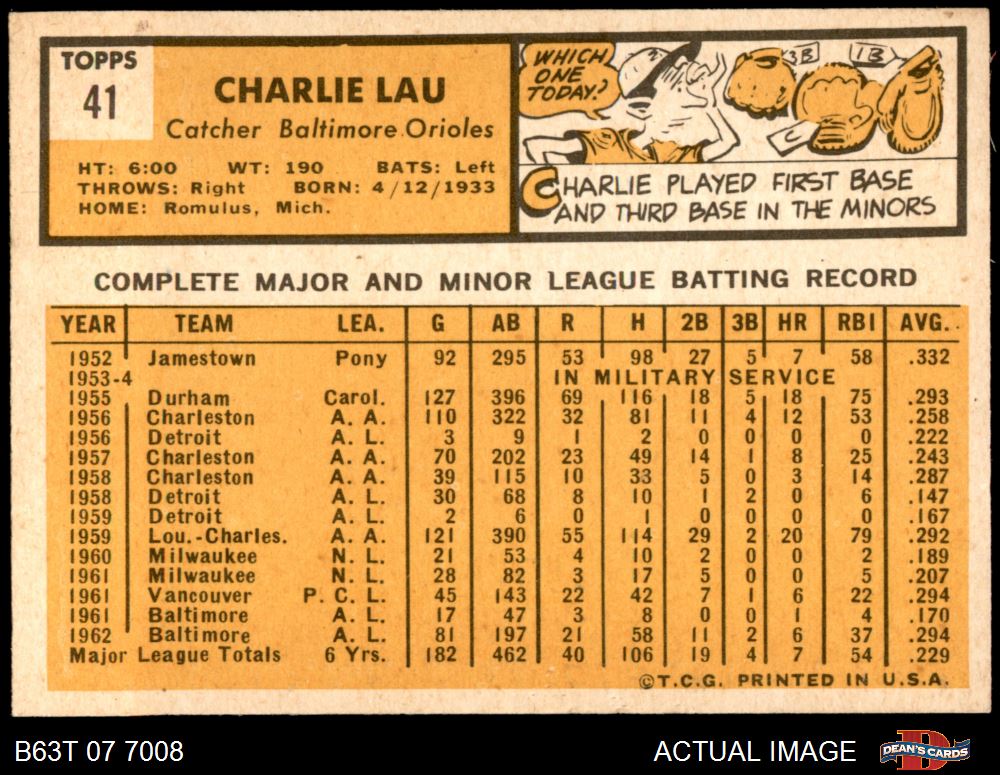 TOPPS
41
CHARLIE LAU
Catcher Baltimore Orioles
HT: 6:00 WT: 190 BATS: Left
THROWS: Right BORN: 4/12/1933
HOME: Romulus, Mich.
WHICH
ONE
TODAY?
3B
1B
C
CHARLIE PLAYED FIRST BASE
AND THIRD BASE IN THE MINORS
COMPLETE MAJOR AND MINOR LEAGUE BATTING RECORD
YEAR TEAM LEA. G AB R H 2B 3B HR RBI AVG.
1952 Jamestown Pony 92 295 53 98 27 5 7 58 .332
1953-4 IN MILITARY SERVICE
1955 Durham Carol. 127 396 69 116 18 5 18 75 .293
1956 Charleston A. A. 110 322 32 81 11 4 12 53 .258
1956 Detroit A. L. 3 9 1 2 0 0 0 0 .222
1957 Charleston A. A. 70 202 23 49 14 1 8 25 .243
1958 Charleston A. A. 39 115 10 33 5 0 3 14 .287
1958 Detroit A. L. 30 68 8 10 1 2 0 6 .147
1959 Detroit A. L. 2 6 0 1 0 0 0 0 .167
1959 Lou.-Charles. A. A. 121 390 55 114 29 2 20 79 .292
1960 Milwaukee N. L. 21 53 4 10 2 0 0 2 .189
1961 Milwaukee N. L. 28 82 3 17 5 0 0 5 .207
1961 Vancouver P. C. L. 45 143 22 42 7 1 6 22 .294
1961 Baltimore A. L. 17 47 3 8 0 0 1 4 .170
1962 Baltimore A. L. 81 197 21 58 11 2 6 37 .294
Major League Totals 6 Yrs. 182 462 40 106 19 4 7 54 .229
©T.C.G. PRINTED IN U.S.A.
B63T 07 7008 ACTUAL IMAGE DEAN'S CARDS